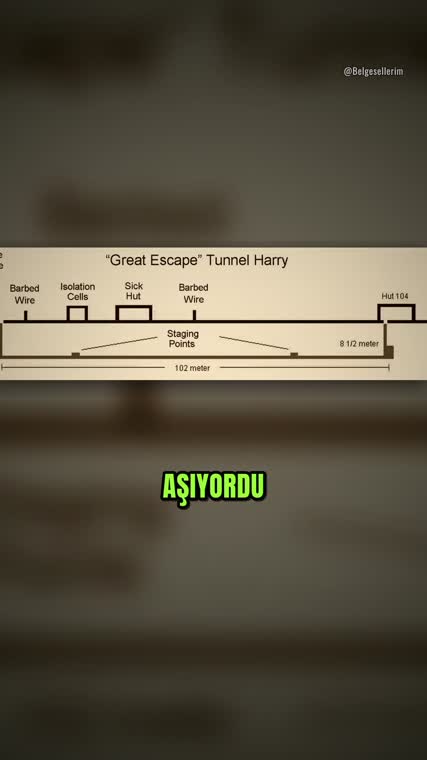 @Belgesellerim
"Great Escape" Tunnel Harry
Barbed
Wire
Isolation
Cells
Sick
Hut
Barbed
Wire
Hut 104
Staging
Points
8 1/2 meter
102 meter
AŞIYORDU